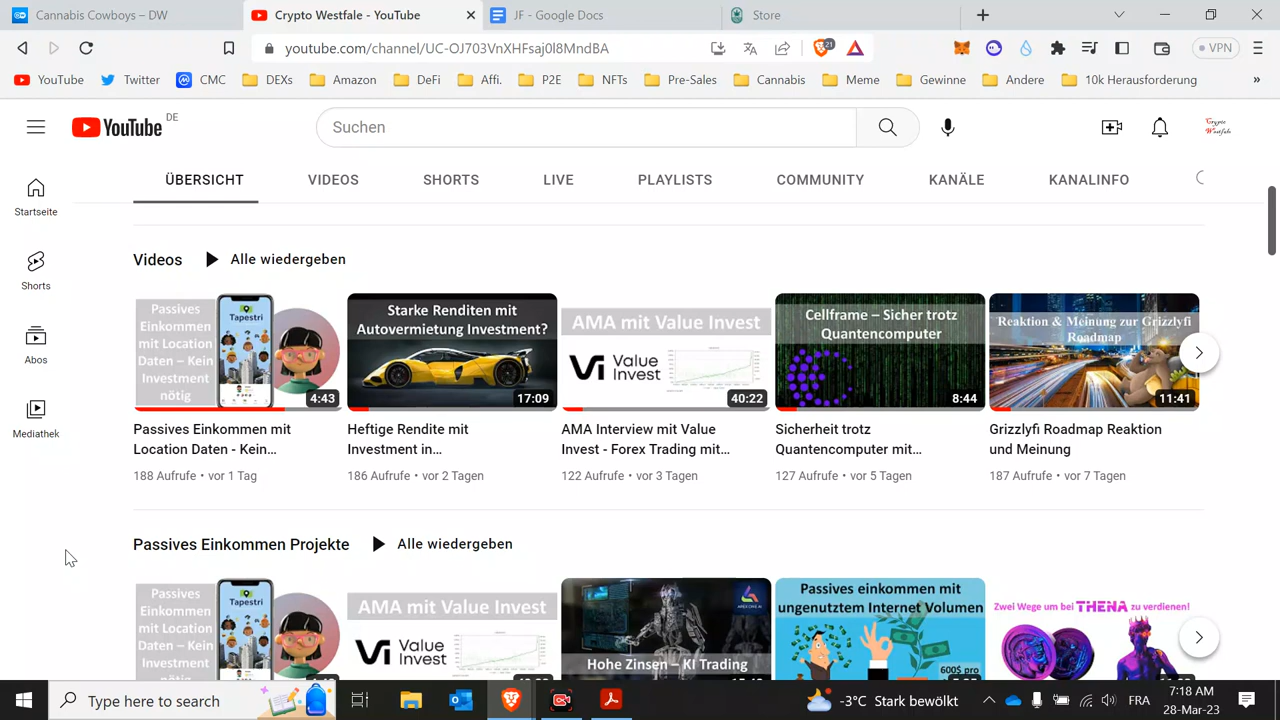 Cannabis Cowboys – DW
Crypto Westfale - YouTube
JF - Google Docs
Store
youtube.com/channel/UC-OJ703VnXHFsaj0l8MndBA
21
VPN
YouTube
Twitter
CMC
DEXs
Amazon
DeFi
Affi.
P2E
NFTs
Pre-Sales
Cannabis
Meme
Gewinne
Andere
10k Herausforderung
»
YouTube DE
Suchen
Crypto
Westfale
ÜBERSICHT
VIDEOS
SHORTS
LIVE
PLAYLISTS
COMMUNITY
KANÄLE
KANALINFO
Startseite
Shorts
Abos
Mediathek
Videos
Alle wiedergeben
Passives
Einkommen
mit Location
Daten – Kein
Investment
nötig
Tapestri
4:43
Starke Renditen mit
Autovermietung Investment?
17:09
AMA mit Value Invest
Vi Value
Invest
40:22
Cellframe – Sicher trotz
Quantencomputer
8:44
Reaktion & Meinung zur Grizzlyfi
Roadmap
11:41
Passives Einkommen mit
Location Daten - Kein...
188 Aufrufe • vor 1 Tag
Heftige Rendite mit
Investment in...
186 Aufrufe • vor 2 Tagen
AMA Interview mit Value
Invest - Forex Trading mit...
122 Aufrufe • vor 3 Tagen
Sicherheit trotz
Quantencomputer mit...
127 Aufrufe • vor 5 Tagen
Grizzlyfi Roadmap Reaktion
und Meinung
187 Aufrufe • vor 7 Tagen
Passives Einkommen Projekte
Alle wiedergeben
Passives
Einkommen
mit Location
Daten – Kein
Investment
nötig
Tapestri
AMA mit Value Invest
Vi Value
Invest
Hohe Zinsen – KI Trading
Passives einkommen mit
ungenutztem Internet Volumen
600$ pro
Zwei Wege um bei THENA zu verdienen!
Type here to search
-3°C Stark bewölkt
FRA
7:18 AM
28-Mar-23